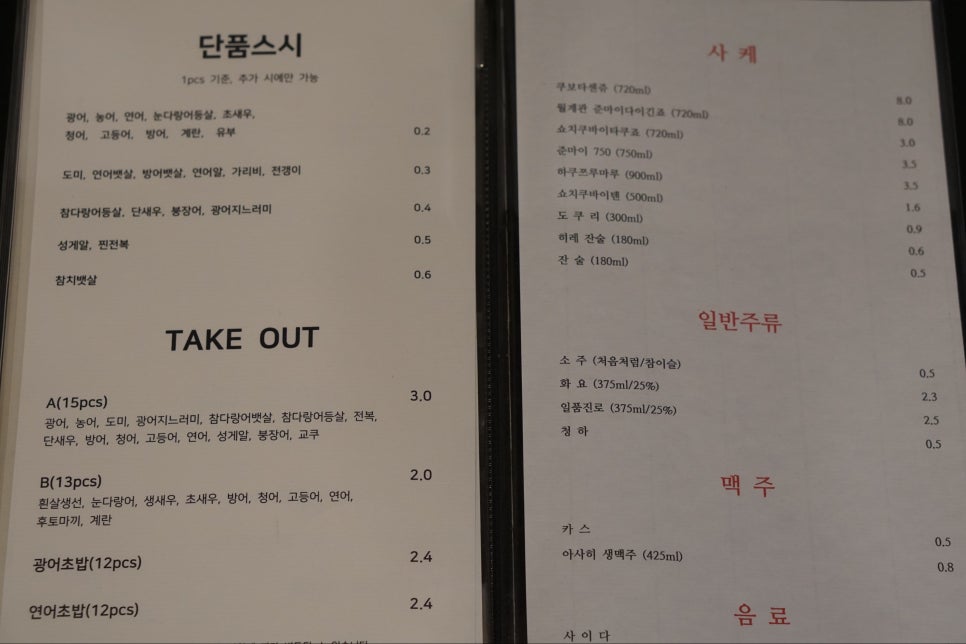 단품스시
1pcs 기준, 추가 시에만 가능
광어, 농어, 연어, 눈다랑어등살, 초새우,
청어, 고등어, 방어, 계란, 유부 0.2
도미, 연어뱃살, 방어뱃살, 연어알, 가리비, 전갱이 0.3
참다랑어등살, 단새우, 붕장어, 광어지느러미 0.4
성게알, 찐전복 0.5
참치뱃살 0.6
TAKE OUT
A(15pcs) 3.0
광어, 농어, 도미, 광어지느러미, 참다랑어뱃살, 참다랑어등살, 전복,
단새우, 방어, 청어, 고등어, 연어, 성게알, 붕장어, 교쿠
B(13pcs) 2.0
흰살생선, 눈다랑어, 생새우, 초새우, 방어, 청어, 고등어, 연어,
후토마끼, 계란
광어초밥(12pcs) 2.4
연어초밥(12pcs) 2.4
사 케
쿠보타센쥬 (720ml) 8.0
월계관 준마이다이긴죠 (720ml) 8.0
쇼치쿠바이타쿠죠 (720ml) 3.0
준마이 750 (750ml) 3.5
하쿠쯔루마루 (900ml) 3.5
쇼치쿠바이텐 (500ml) 1.6
도 쿠 리 (300ml) 0.9
히레 잔술 (180ml) 0.6
잔 술 (180ml) 0.5
일반주류
소 주 (처음처럼/참이슬) 0.5
화 요 (375ml/25%) 2.3
일품진로 (375ml/25%) 2.5
청 하 0.5
맥 주
카 스 0.5
아사히 생맥주 (425ml) 0.8
음 료
사 이 다